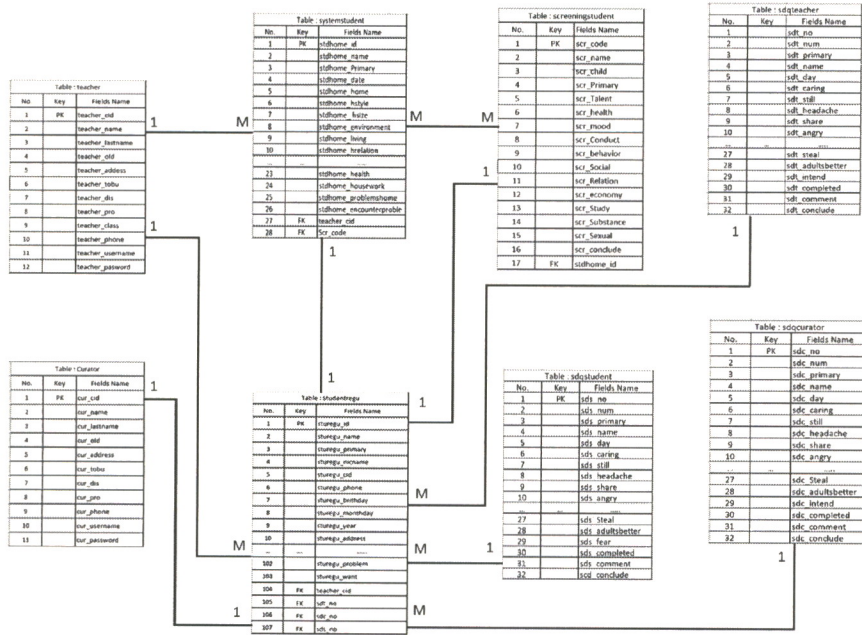 Table : systemstudent
No. Key Fields Name
1 PK stdhome_id
2 stdhome_name
3 stdhome_Primary
4 stdhome_date
5 stdhome_home
6 stdhome_hstyle
7 stdhome_hsize
8 stdhome_environment
9 stdhome_living
10 stdhome_hrelation
... ... .....
23 stdhome_health
24 stdhome_housework
25 stdhome_problemshome
26 stdhome_encounterproble
27 FK teacher_cid
28 FK Scr_code
Table : screeningstudent
No. Key Fields Name
1 PK scr_code
2 scr_name
3 scr_child
4 scr_Primary
5 scr_Talent
6 scr_health
7 scr_mood
8 scr_Conduct
9 scr_behavior
10 scr_Social
11 scr_Relation
12 scr_economy
13 scr_Study
14 scr_Substance
15 scr_Sexual
16 scr_conclude
17 FK stdhome_id
Table : sdqteacher
No. Key Fields Name
1 sdt_no
2 sdt_num
3 sdt_primary
4 sdt_name
5 sdt_day
6 sdt_caring
7 sdt_still
8 sdt_headache
9 sdt_share
10 sdt_angry
... .. .....
27 sdt_steal
28 sdt_adultsbetter
29 sdt_intend
30 sdt_completed
31 sdt_comment
32 sdt_conclude
Table : teacher
No Key Fields Name
1 PK teacher_cid
2 teacher_name
3 teacher_lastname
4 teacher_old
5 teacher_addess
6 teacher_tobu
7 teacher_dis
8 teacher_pro
9 teacher_class
10 teacher_phone
11 teacher_username
12 teacher_pasword
1
M
M
M
1
1
1
1
Table : Curator
No. Key Fields Name
1 PK cur_cid
2 cur_name
3 cur_lastname
4 cur_old
5 cur_address
6 cur_tobu
7 cur_dis
8 cur_pro
9 cur_phone
10 cur_username
11 cur_password
1
1
1
M
M
M
M
1
1
1
Table : studentregu
No. Key Fields Name
1 PK sturegu_id
2 sturegu_name
3 sturegu_primary
4 sturegu_nicname
5 sturegu_cid
6 sturegu_phone
7 sturegu_brithday
8 sturegu_monthday
9 sturegu_year
10 sturegu_address
... ... .....
102 sturegu_problem
103 sturegu_want
104 FK teacher_cid
105 FK sdt_no
106 FK sdc_no
107 FK sds_no
Table : sdqstudent
No. Key Fields Name
1 PK sds_no
2 sds_num
3 sds_primary
4 sds_name
5 sds_day
6 sds_caring
7 sds_still
8 sds_headache
9 sds_share
10 sds_angry
... ... .....
27 sds_Steal
28 sds_adultsbetter
29 sds_fear
30 sds_completed
31 sds_comment
32 scd_conclude
Table : sdqcurator
No. Key Fields Name
1 PK sdc_no
2 sdc_num
3 sdc_primary
4 sdc_name
5 sdc_day
6 sdc_caring
7 sdc_still
8 sdc_headache
9 sdc_share
10 sdc_angry
... .. .....
27 sdc_Steal
28 sdc_adultsbetter
29 sdc_intend
30 sdc_completed
31 sdc_comment
32 sdc_conclude